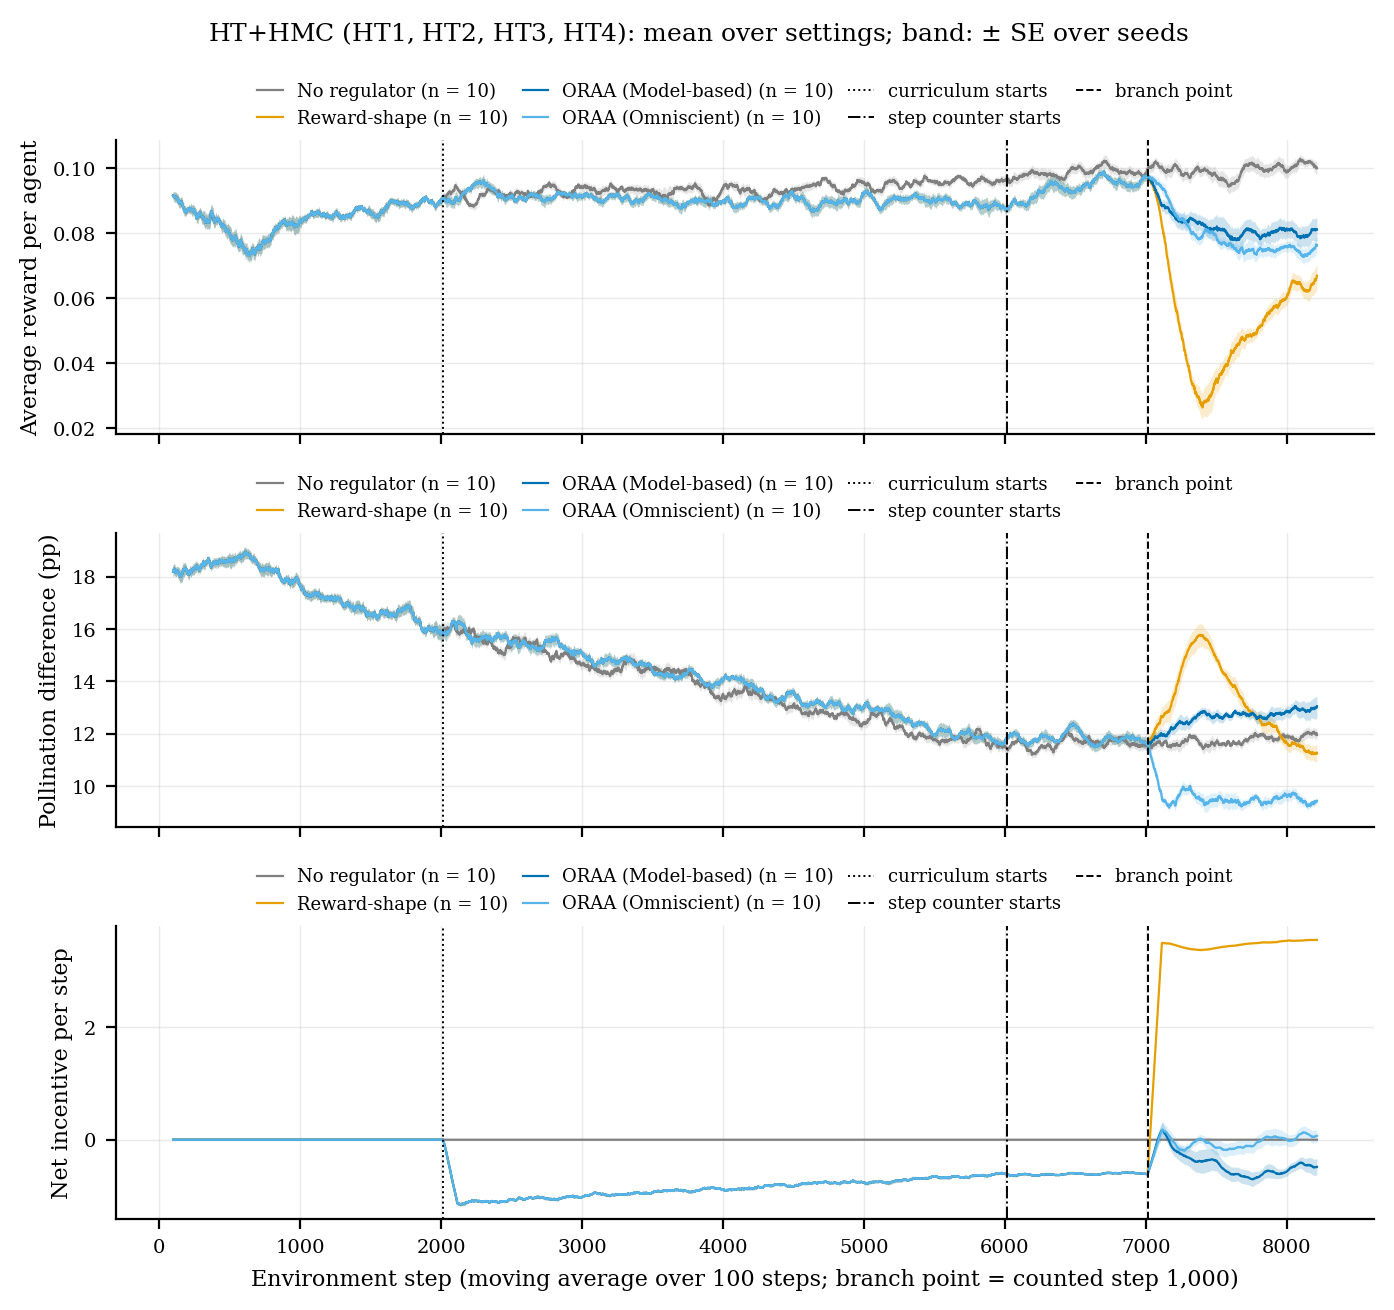 HT+HMC (HT1, HT2, HT3, HT4): mean over settings; band: ± SE over seeds
No regulator (n = 10) ORAA (Model-based) (n = 10) curriculum starts branch point
Reward-shape (n = 10) ORAA (Omniscient) (n = 10) step counter starts
Average reward per agent
0.10
0.08
0.06
0.04
0.02
No regulator (n = 10) ORAA (Model-based) (n = 10) curriculum starts branch point
Reward-shape (n = 10) ORAA (Omniscient) (n = 10) step counter starts
Pollination difference (pp)
18
16
14
12
10
No regulator (n = 10) ORAA (Model-based) (n = 10) curriculum starts branch point
Reward-shape (n = 10) ORAA (Omniscient) (n = 10) step counter starts
Net incentive per step
2
0
0 1000 2000 3000 4000 5000 6000 7000 8000
Environment step (moving average over 100 steps; branch point = counted step 1,000)